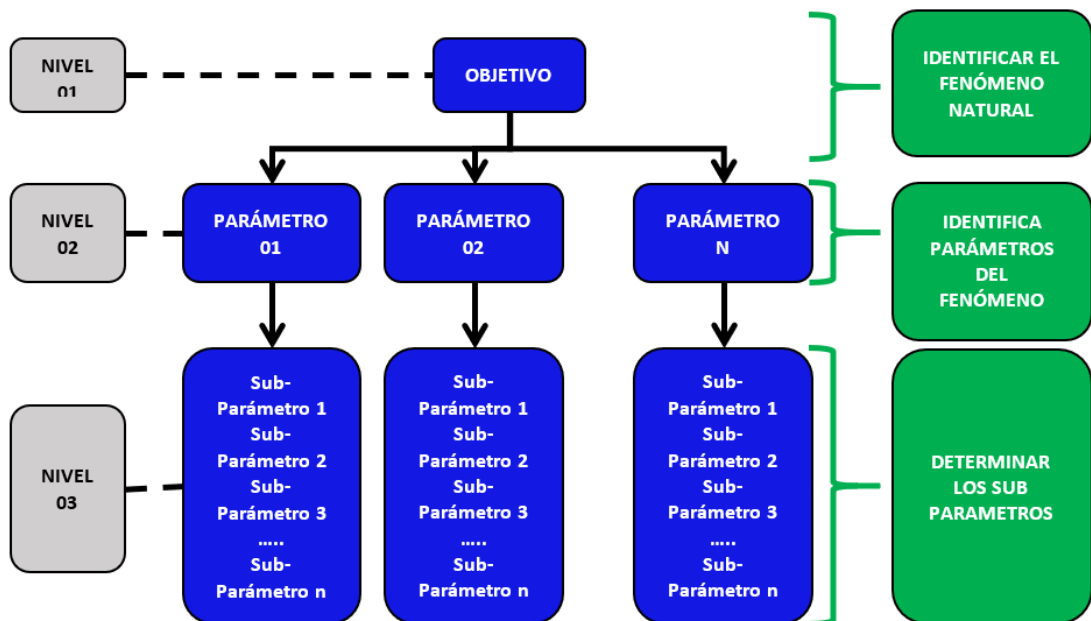 NIVEL
01
OBJETIVO
IDENTIFICAR EL
FENÓMENO
NATURAL
NIVEL
02
PARÁMETRO
01
PARÁMETRO
02
PARÁMETRO
N
IDENTIFICA
PARÁMETROS
DEL
FENÓMENO
NIVEL
03
Sub-
Parámetro 1
Sub-
Parámetro 2
Sub-
Parámetro 3
.....
Sub-
Parámetro n
Sub-
Parámetro 1
Sub-
Parámetro 2
Sub-
Parámetro 3
.....
Sub-
Parámetro n
Sub-
Parámetro 1
Sub-
Parámetro 2
Sub-
Parámetro 3
.....
Sub-
Parámetro n
DETERMINAR
LOS SUB
PARAMETROS